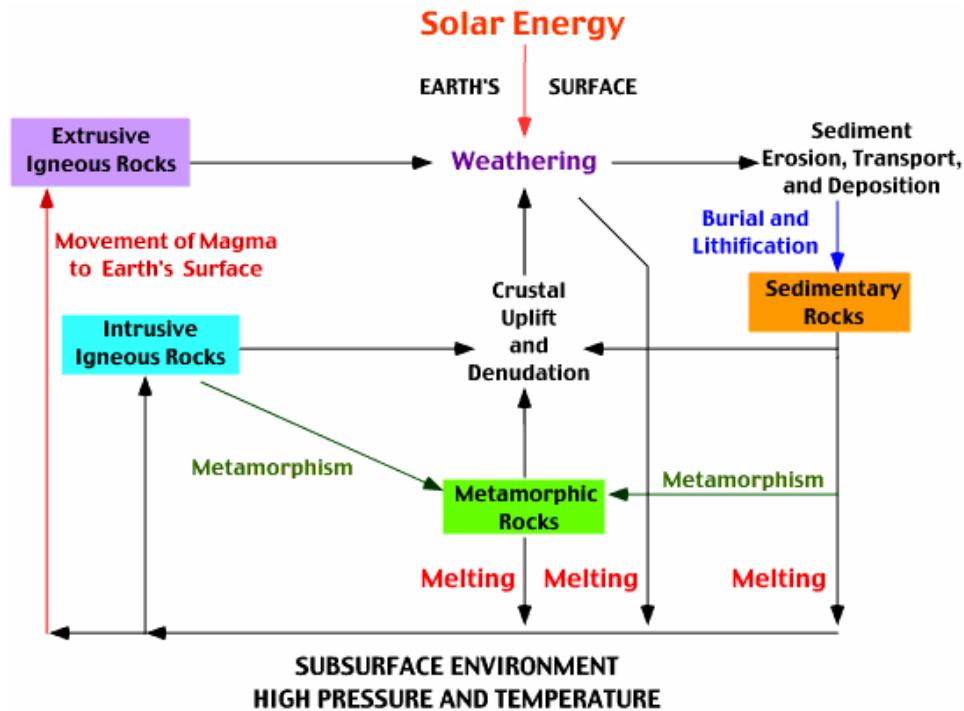 Solar Energy
EARTH'S SURFACE
Extrusive
Igneous Rocks
Weathering
Sediment
Erosion, Transport,
and Deposition
Movement of Magma
to Earth's Surface
Burial and
Lithification
Crustal
Uplift
and
Denudation
Sedimentary
Rocks
Intrusive
Igneous Rocks
Metamorphism
Metamorphic
Rocks
Metamorphism
Melting
Melting
Melting
SUBSURFACE ENVIRONMENT
HIGH PRESSURE AND TEMPERATURE